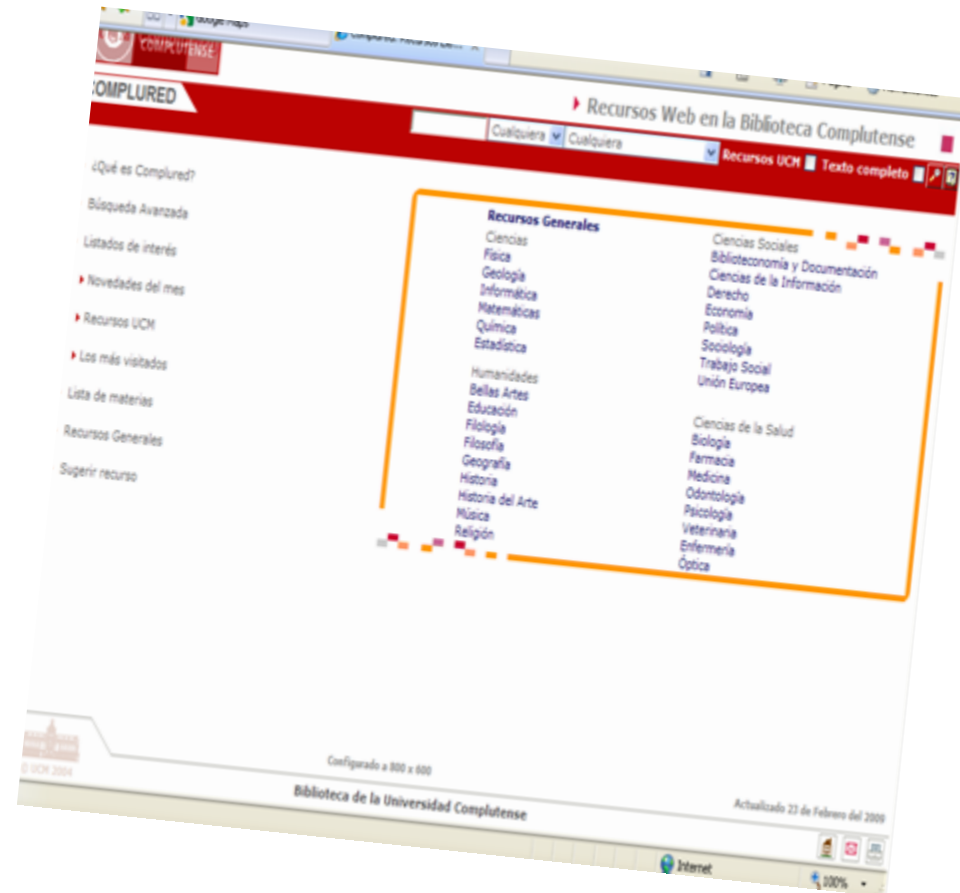 Google Maps
COMPLUTENSE
COMPLURED
Recursos Web en la Biblioteca Complutense
Cualquiera Cualquiera Recursos UCM Texto completo
¿Qué es Complured?
Búsqueda Avanzada
Listados de interés
Novedades del mes
Recursos UCM
Los más visitados
Lista de materias
Recursos Generales
Sugerir recurso
Recursos Generales
Ciencias
Física
Geología
Informática
Matemáticas
Química
Estadística
Humanidades
Bellas Artes
Educación
Filología
Filosofía
Geografía
Historia
Historia del Arte
Música
Religión
Ciencias Sociales
Biblioteconomía y Documentación
Ciencias de la Información
Derecho
Economía
Política
Sociología
Trabajo Social
Unión Europea
Ciencias de la Salud
Biología
Farmacia
Medicina
Odontología
Psicología
Veterinaria
Enfermería
Óptica
UCM 2004
Configurado a 800 x 600
Biblioteca de la Universidad Complutense
Actualizado 23 de Febrero del 2009
Internet
100%